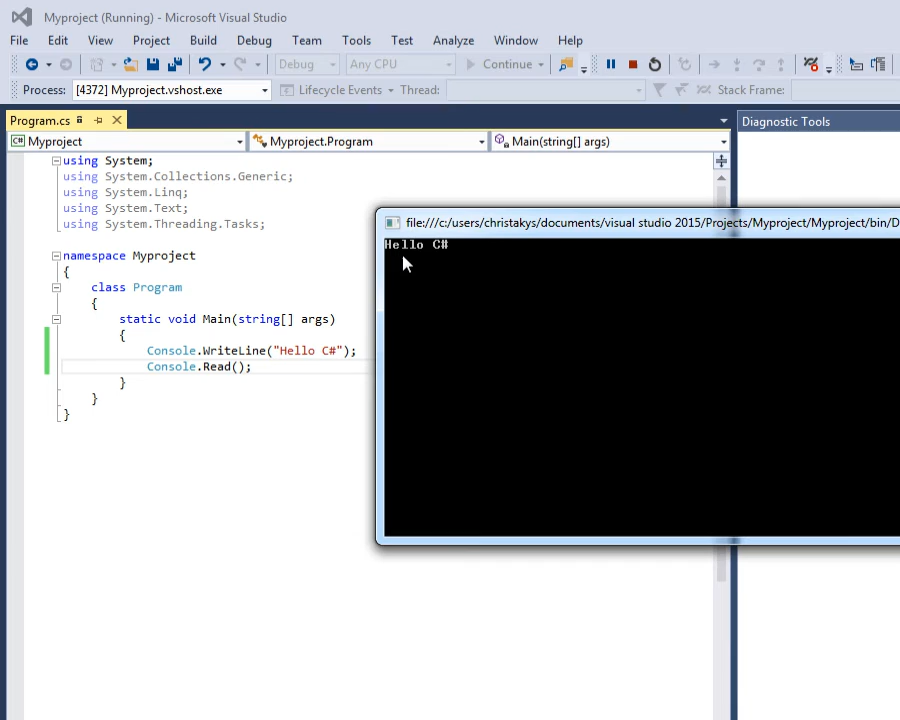 Myproject (Running) - Microsoft Visual Studio
File Edit View Project Build Debug Team Tools Test Analyze Window Help
Debug Any CPU Continue
Process: [4372] Myproject.vshost.exe Lifecycle Events Thread: Stack Frame:
Program.cs
Diagnostic Tools
C# Myproject Myproject.Program Main(string[] args)
using System;
using System.Collections.Generic;
using System.Linq;
using System.Text;
using System.Threading.Tasks;
file:///c:/users/christakys/documents/visual studio 2015/Projects/Myproject/Myproject/bin/D
Hello C#
namespace Myproject
{
class Program
{
static void Main(string[] args)
{
Console.WriteLine("Hello C#");
Console.Read();
}
}
}